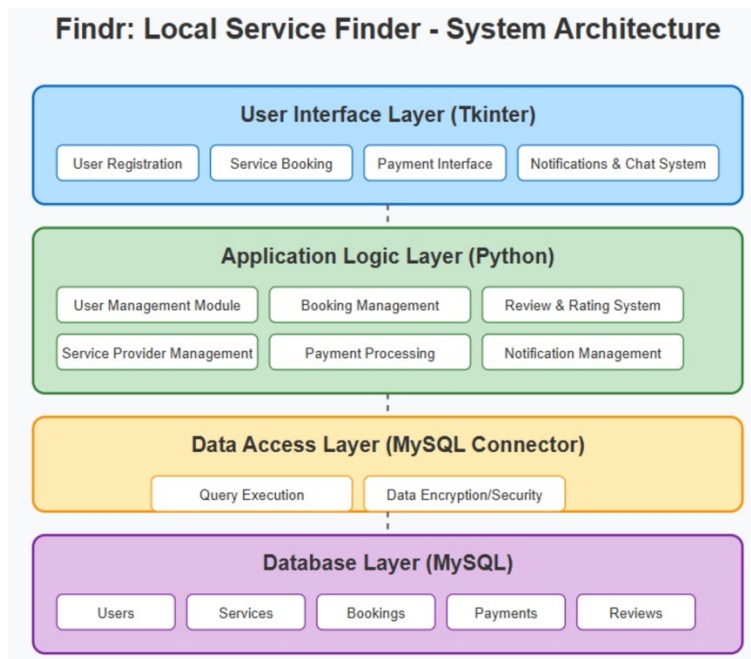 Findr: Local Service Finder - System Architecture
User Interface Layer (Tkinter)
User Registration
Service Booking
Payment Interface
Notifications & Chat System
Application Logic Layer (Python)
User Management Module
Booking Management
Review & Rating System
Service Provider Management
Payment Processing
Notification Management
Data Access Layer (MySQL Connector)
Query Execution
Data Encryption/Security
Database Layer (MySQL)
Users
Services
Bookings
Payments
Reviews